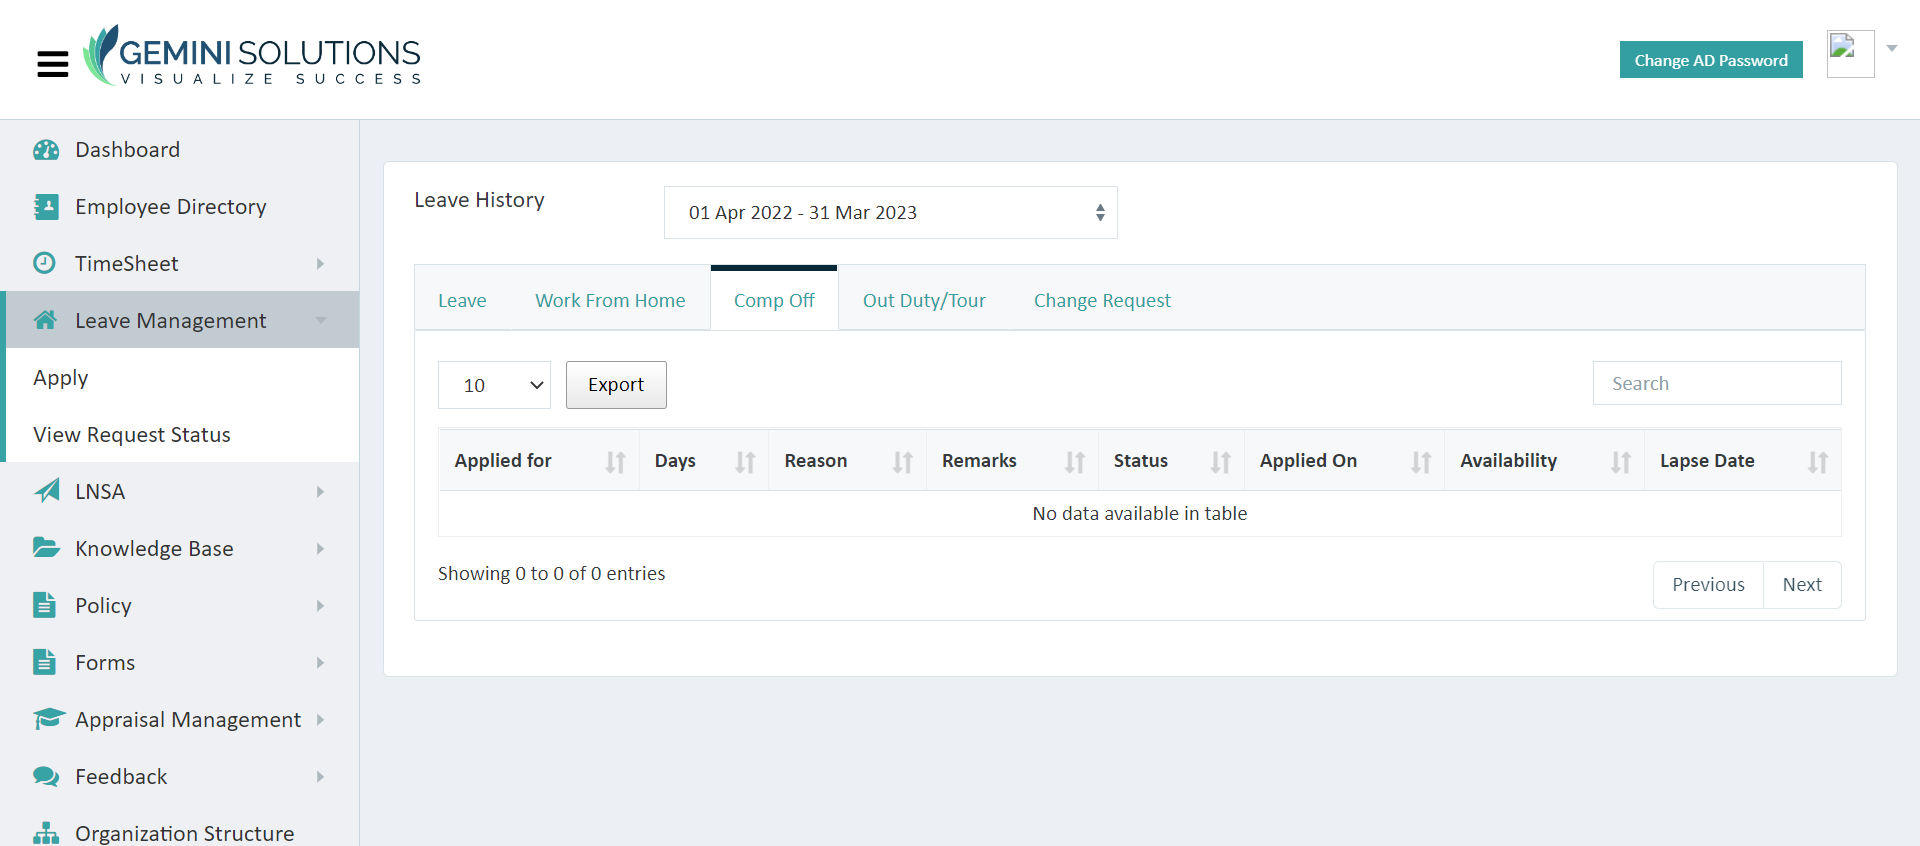 GEMINI SOLUTIONS
VISUALIZE SUCCESS
Change AD Password
Dashboard
Employee Directory
TimeSheet
Leave Management
Apply
View Request Status
LNSA
Knowledge Base
Policy
Forms
Appraisal Management
Feedback
Organization Structure
Leave History
01 Apr 2022 - 31 Mar 2023
Leave Work From Home Comp Off Out Duty/Tour Change Request
10 Export Search
Applied for Days Reason Remarks Status Applied On Availability Lapse Date
No data available in table
Showing 0 to 0 of 0 entries
Previous Next